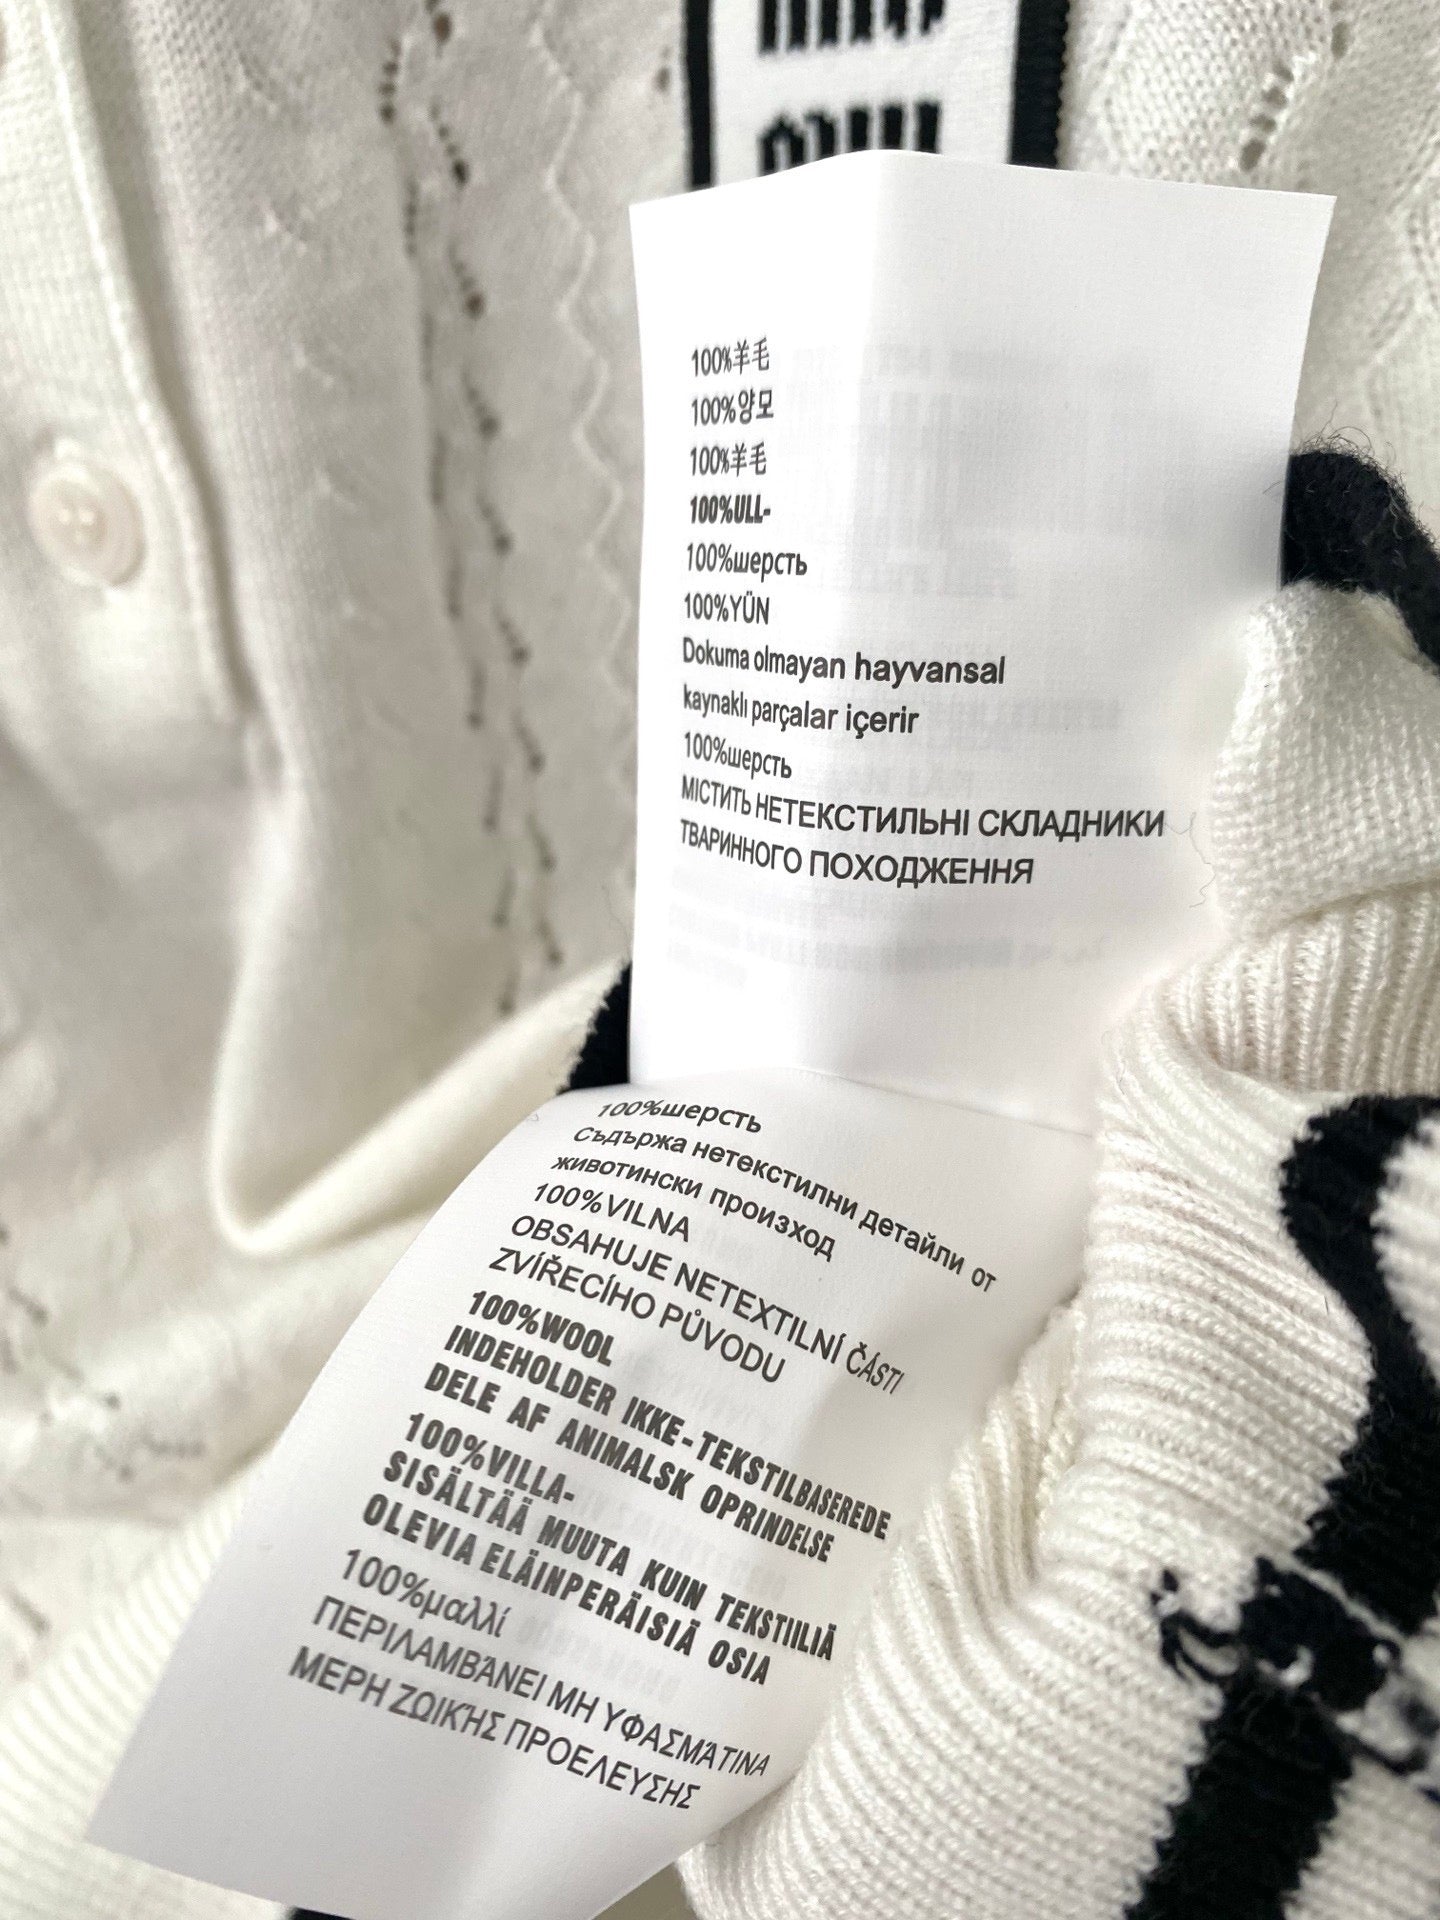 100%羊毛
100%양모
100%羊毛
100%ULL-
100%шерсть
100%YÜN
Dokuma olmayan hayvansal
kaynaklı parçalar içerir
100%шерсть
МІСТИТЬ НЕТЕКСТИЛЬНІ СКЛАДНИКИ
ТВАРИННОГО ПОХОДЖЕННЯ
100%шерсть
Съдържа нетекстилни детайли от
животински произход
100%VILNA
OBSAHUJE NETEXTILNÍ ČÁSTI
ZVÍŘECÍHO PŮVODU
100%WOOL
INDEHOLDER IKKE-TEKSTILBASEREDE
DELE AF ANIMALSK OPRINDELSE
100%VILLA-
SISÄLTÄÄ MUUTA KUIN TEKSTIILIÄ
OLEVIA ELÄINPERÄISIÄ OSIA
100%μαλλί
ΠΕΡΙΛΑΜΒΆΝΕΙ ΜΗ ΥΦΑΣΜΆΤΙΝΑ
ΜΕΡΗ ΖΩΙΚΉΣ ΠΡΟΕΛΕΥΣΗΣ